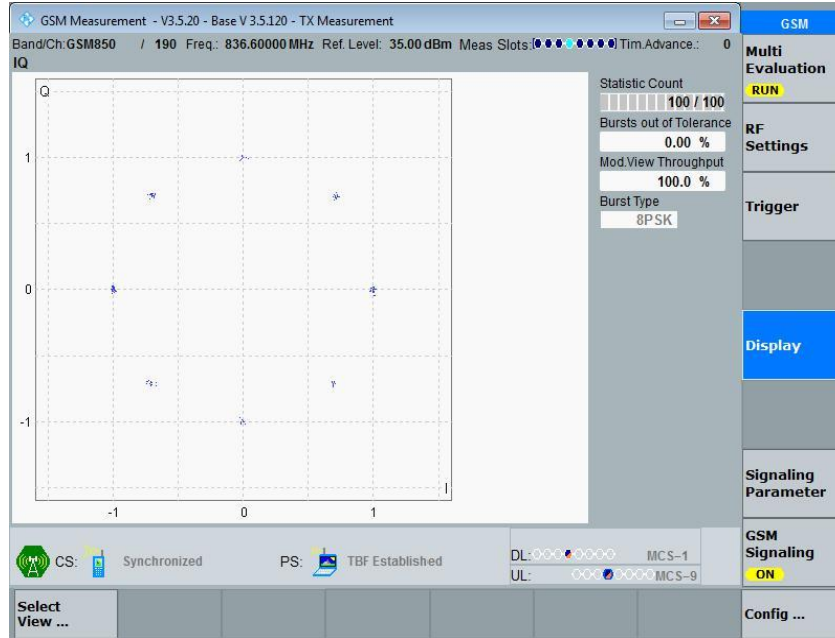 GSM Measurement - V3.5.20 - Base V 3.5.120 - TX Measurement
GSM
Band/Ch: GSM850 / 190 Freq.: 836.60000 MHz Ref. Level: 35.00 dBm Meas Slots: Tim.Advance.: 0
IQ
Multi
Evaluation
RUN
Q
1
0
-1
-1 0 1
I
Statistic Count
100 / 100
Bursts out of Tolerance
0.00 %
Mod.View Throughput
100.0 %
Burst Type
8PSK
RF
Settings
Trigger
Display
Signaling
Parameter
GSM
Signaling
ON
CS: Synchronized PS: TBF Established DL: MCS-1
UL: MCS-9
Select
View ...
Config ...